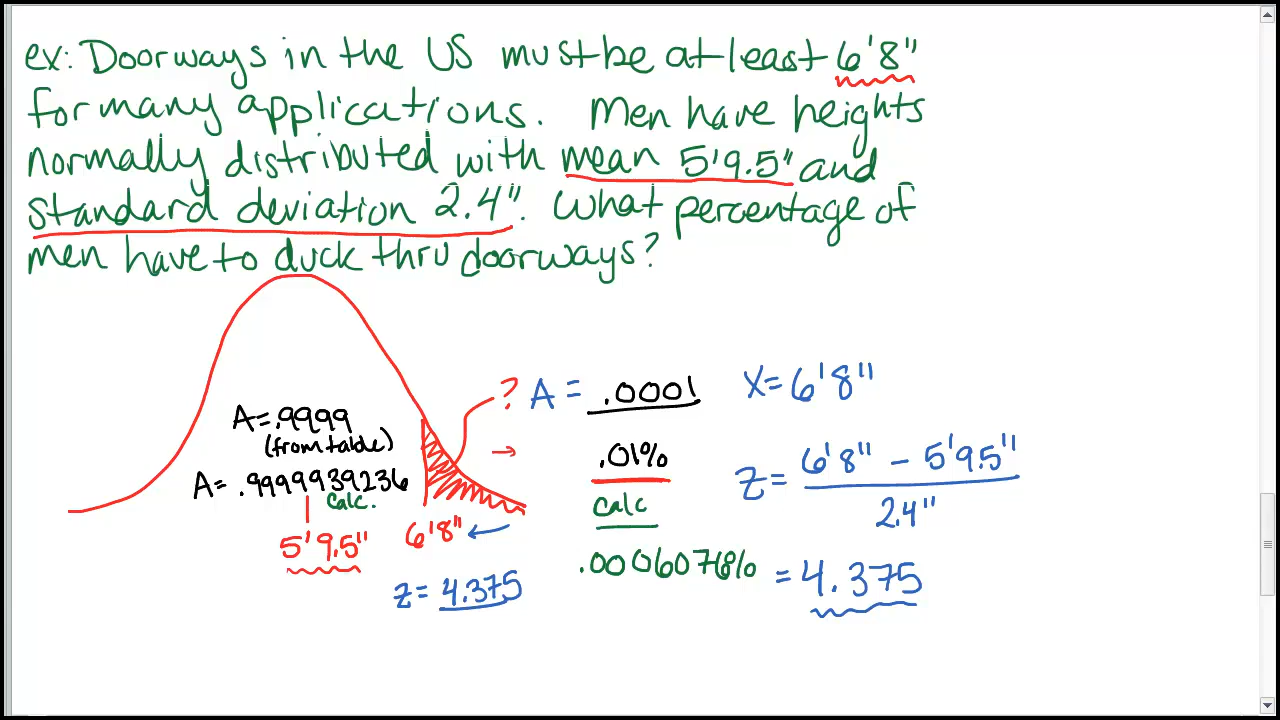 ex: Doorways in the US must be at least 6'8"
for many applications. Men have heights
normally distributed with mean 5'9.5" and
standard deviation 2.4". What percentage of
men have to duck thru doorways?
? A = .0001
X = 6'8"
A = .9999
(from table)
→ .01%
Z = 6'8" - 5'9.5"
2.4"
A = .9999939236
calc.
calc
5'9.5" 6'8" ←
.00060768%
= 4.375
Z = 4.375